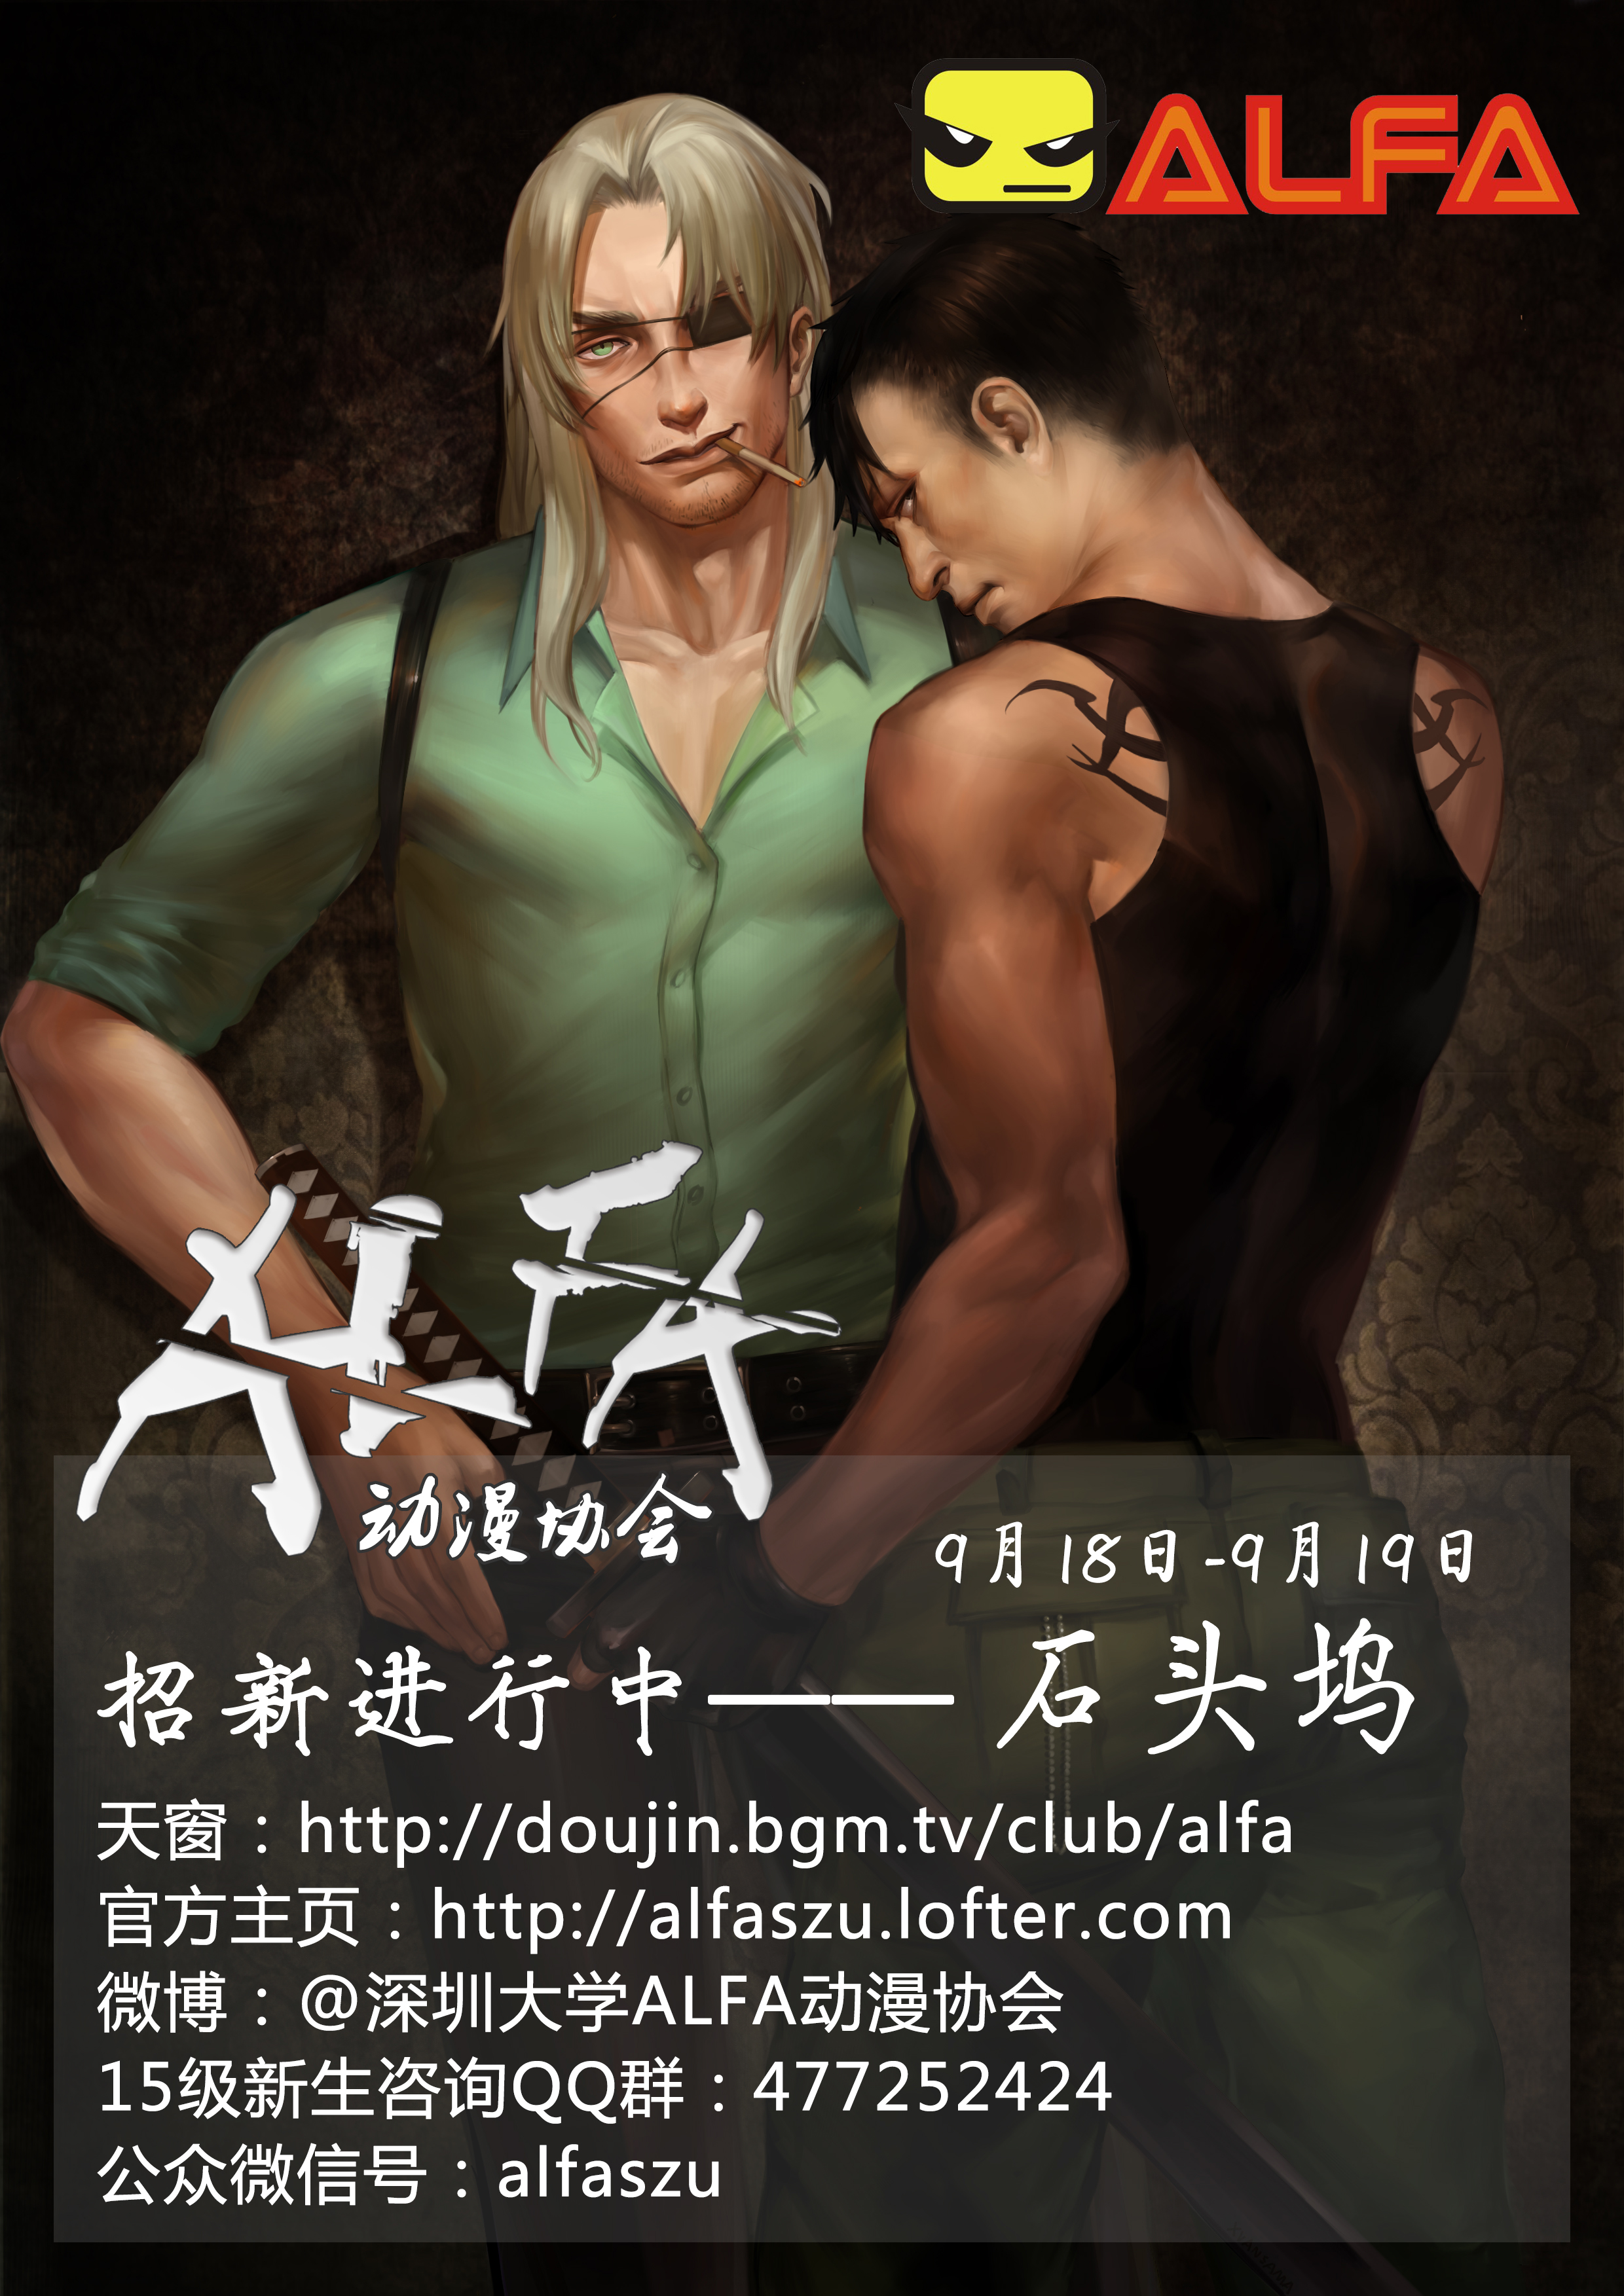 ALFA
ALFA
动漫协会
9月18日-9月19日
招新进行中——石头坞
天窗：http://doujin.bgm.tv/club/alfa
官方主页：http://alfaszu.lofter.com
微博：@深圳大学ALFA动漫协会
15级新生咨询QQ群：477252424
公众微信号：alfaszu